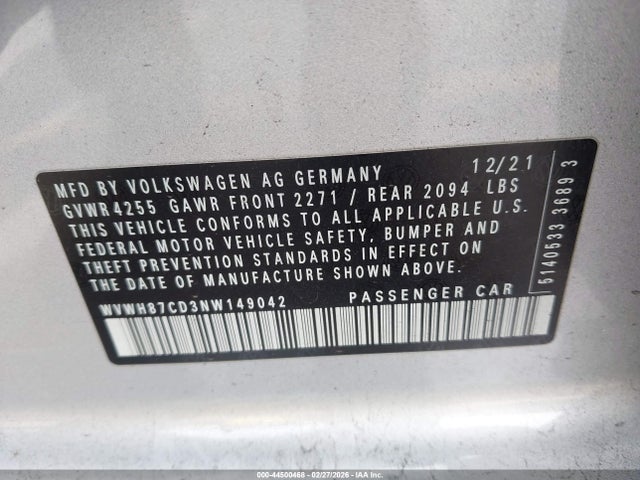 MFD BY VOLKSWAGEN AG GERMANY 12/21
GVWR 4255 GAWR FRONT 2271 / REAR 2094 LBS
THIS VEHICLE CONFORMS TO ALL APPLICABLE U.S.
FEDERAL MOTOR VEHICLE SAFETY, BUMPER AND
THEFT PREVENTION STANDARDS IN EFFECT ON
THE DATE OF MANUFACTURE SHOWN ABOVE.
WVWH87CD3NW149042 PASSENGER CAR
5140533 36893
000-44500468 | 02/27/2026 | IAA Inc.